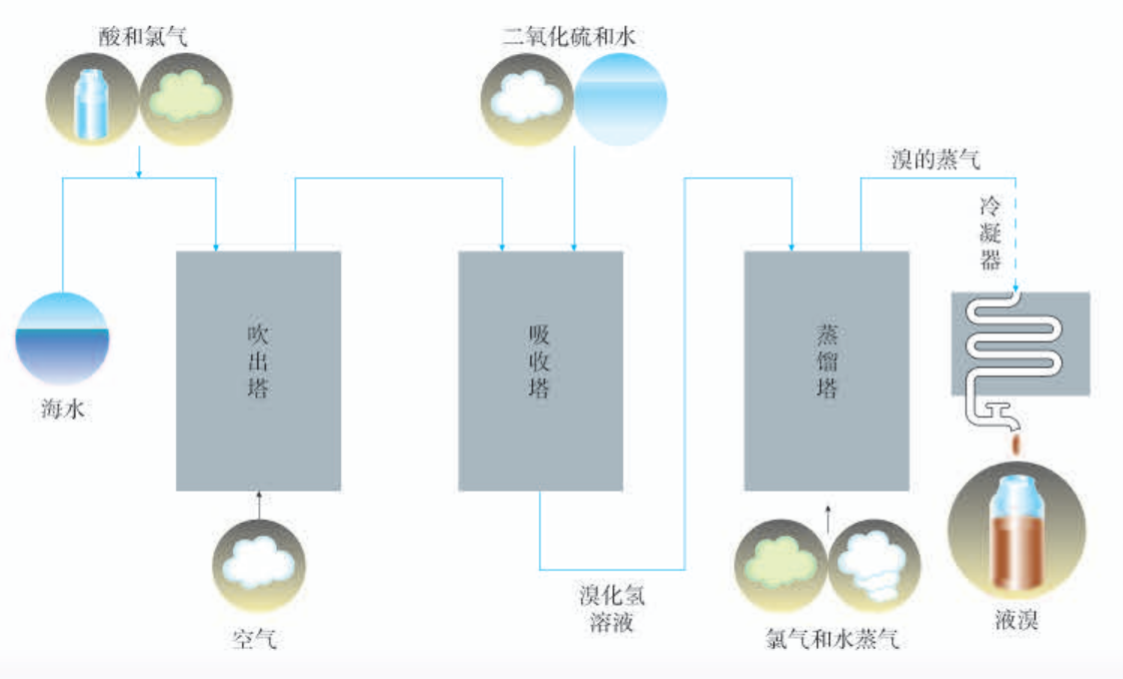 酸和氯气
二氧化硫和水
溴的蒸气
冷凝器
吹出塔
吸收塔
蒸馏塔
海水
溴化氢
溶液
空气
氯气和水蒸气
液溴